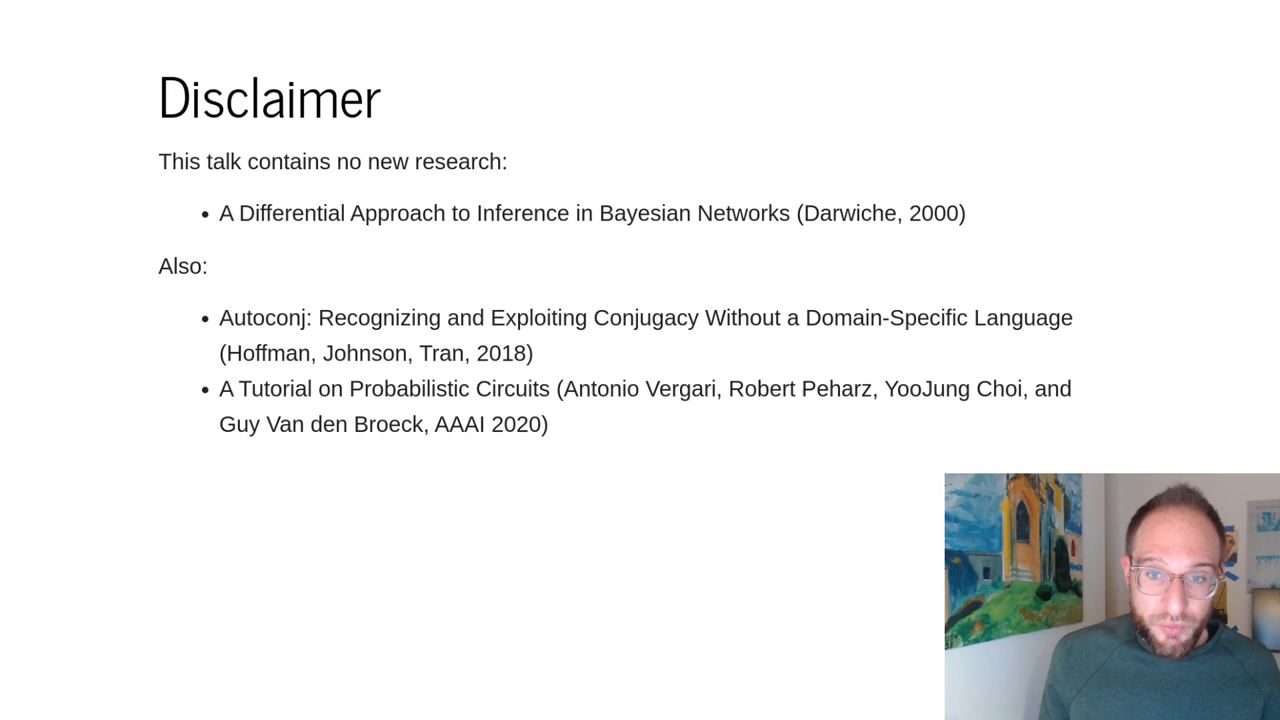 Disclaimer
This talk contains no new research:
• A Differential Approach to Inference in Bayesian Networks (Darwiche, 2000)
Also:
• Autoconj: Recognizing and Exploiting Conjugacy Without a Domain-Specific Language
(Hoffman, Johnson, Tran, 2018)
• A Tutorial on Probabilistic Circuits (Antonio Vergari, Robert Peharz, YooJung Choi, and
Guy Van den Broeck, AAAI 2020)